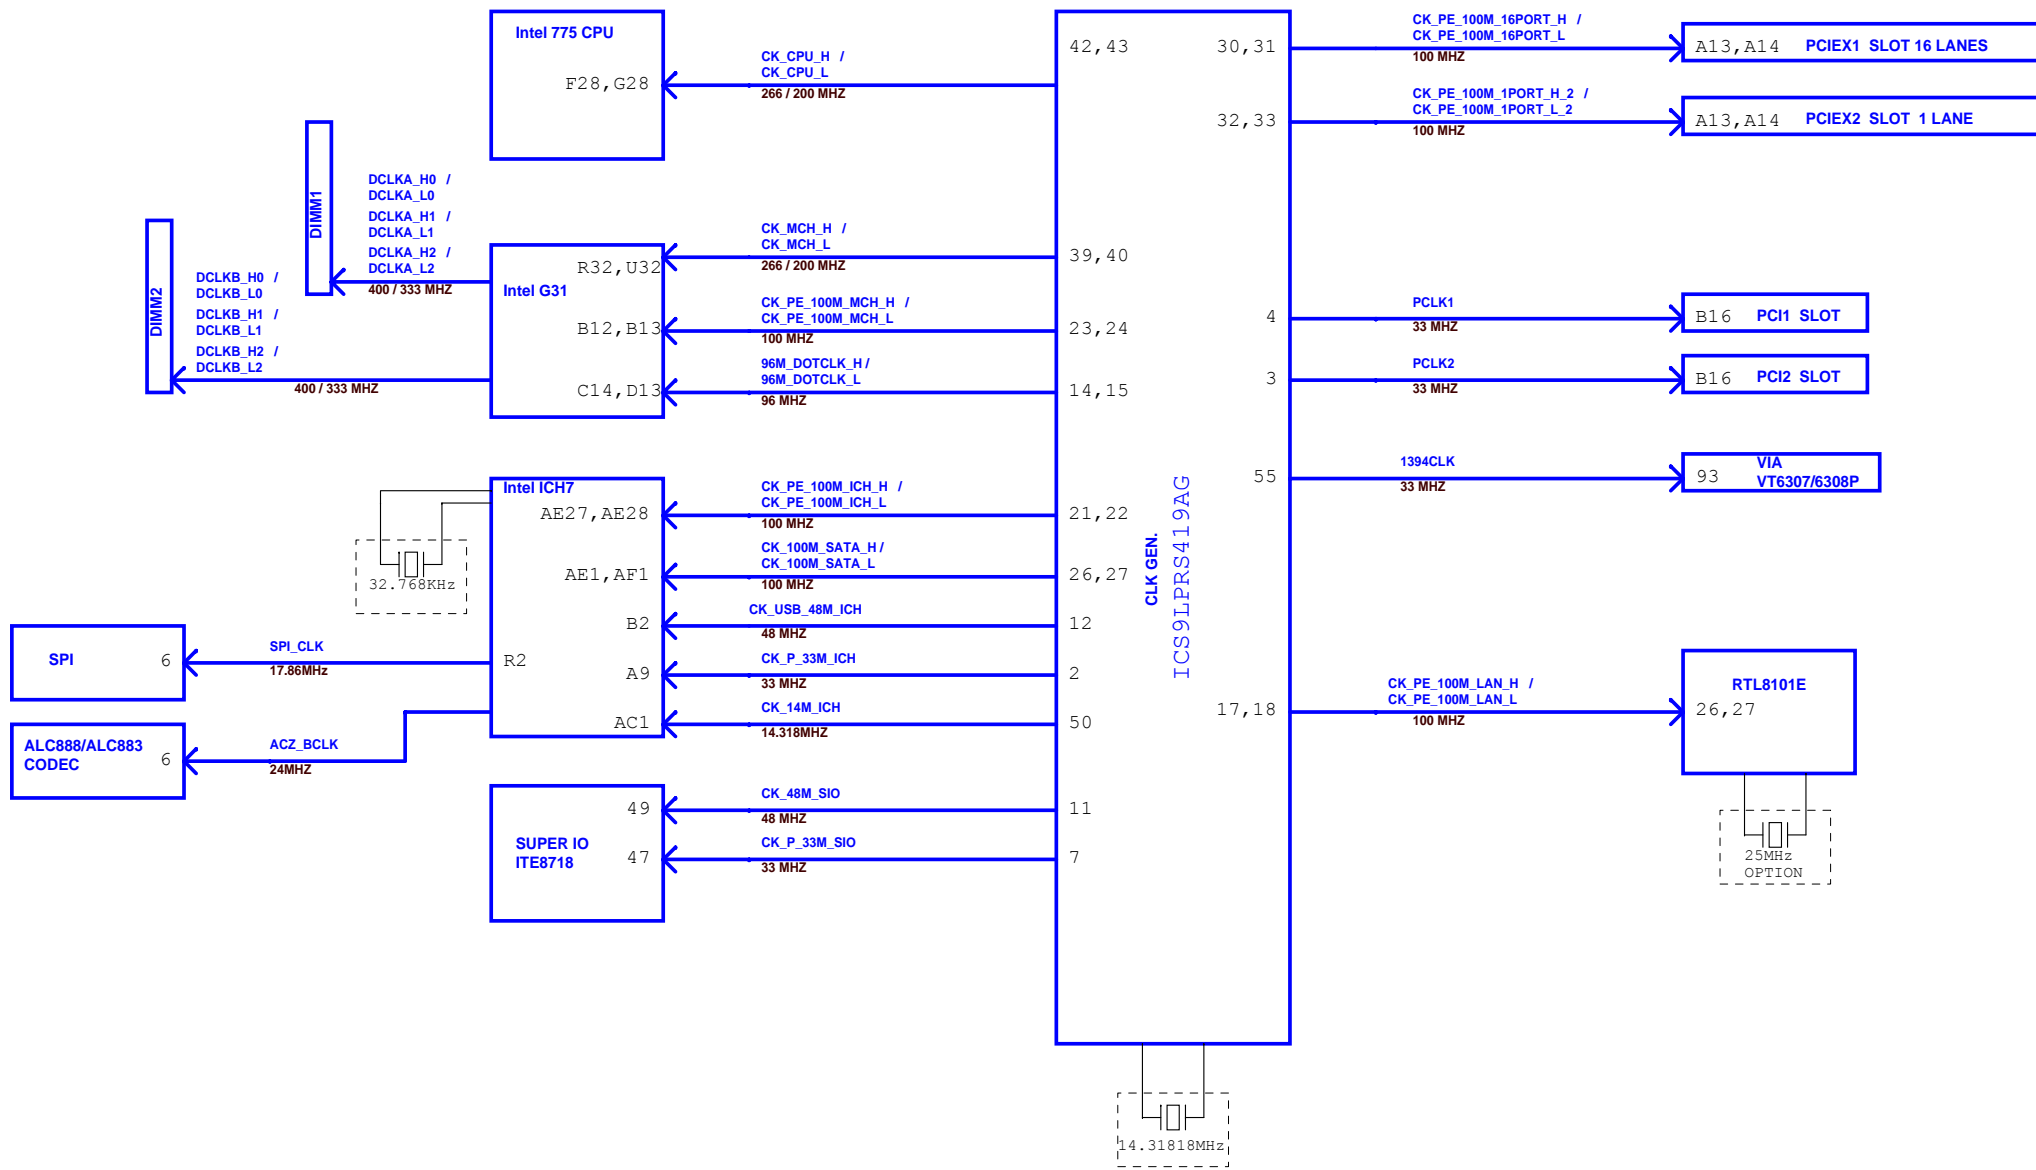 Intel 775 CPU
F28,G28
CK_CPU_H /
CK_CPU_L
266 / 200 MHZ
42,43
30,31
CK_PE_100M_16PORT_H /
CK_PE_100M_16PORT_L
100 MHZ
A13,A14 PCIEX1 SLOT 16 LANES
32,33
CK_PE_100M_1PORT_H_2 /
CK_PE_100M_1PORT_L_2
100 MHZ
A13,A14 PCIEX2 SLOT 1 LANE
DIMM1
DCLKA_H0 /
DCLKA_L0
DCLKA_H1 /
DCLKA_L1
DCLKA_H2 /
DCLKA_L2
400 / 333 MHZ
DIMM2
DCLKB_H0 /
DCLKB_L0
DCLKB_H1 /
DCLKB_L1
DCLKB_H2 /
DCLKB_L2
400 / 333 MHZ
Intel G31
R32,U32
CK_MCH_H /
CK_MCH_L
266 / 200 MHZ
39,40
B12,B13
CK_PE_100M_MCH_H /
CK_PE_100M_MCH_L
100 MHZ
23,24
C14,D13
96M_DOTCLK_H /
96M_DOTCLK_L
96 MHZ
14,15
4
PCLK1
33 MHZ
B16 PCI1 SLOT
3
PCLK2
33 MHZ
B16 PCI2 SLOT
55
1394CLK
33 MHZ
93
VIA
VT6307/6308P
CLK GEN.
ICS9LPRS419AG
Intel ICH7
32.768KHz
AE27,AE28
CK_PE_100M_ICH_H /
CK_PE_100M_ICH_L
100 MHZ
21,22
AE1,AF1
CK_100M_SATA_H /
CK_100M_SATA_L
100 MHZ
26,27
B2
CK_USB_48M_ICH
48 MHZ
12
A9
CK_P_33M_ICH
33 MHZ
2
AC1
CK_14M_ICH
14.318MHZ
50
SPI 6
SPI_CLK
17.86MHz
R2
ALC888/ALC883
CODEC
6
ACZ_BCLK
24MHZ
SUPER IO
ITE8718
49
CK_48M_SIO
48 MHZ
11
47
CK_P_33M_SIO
33 MHZ
7
17,18
CK_PE_100M_LAN_H /
CK_PE_100M_LAN_L
100 MHZ
RTL8101E
26,27
25MHz
OPTION
14.31818MHz